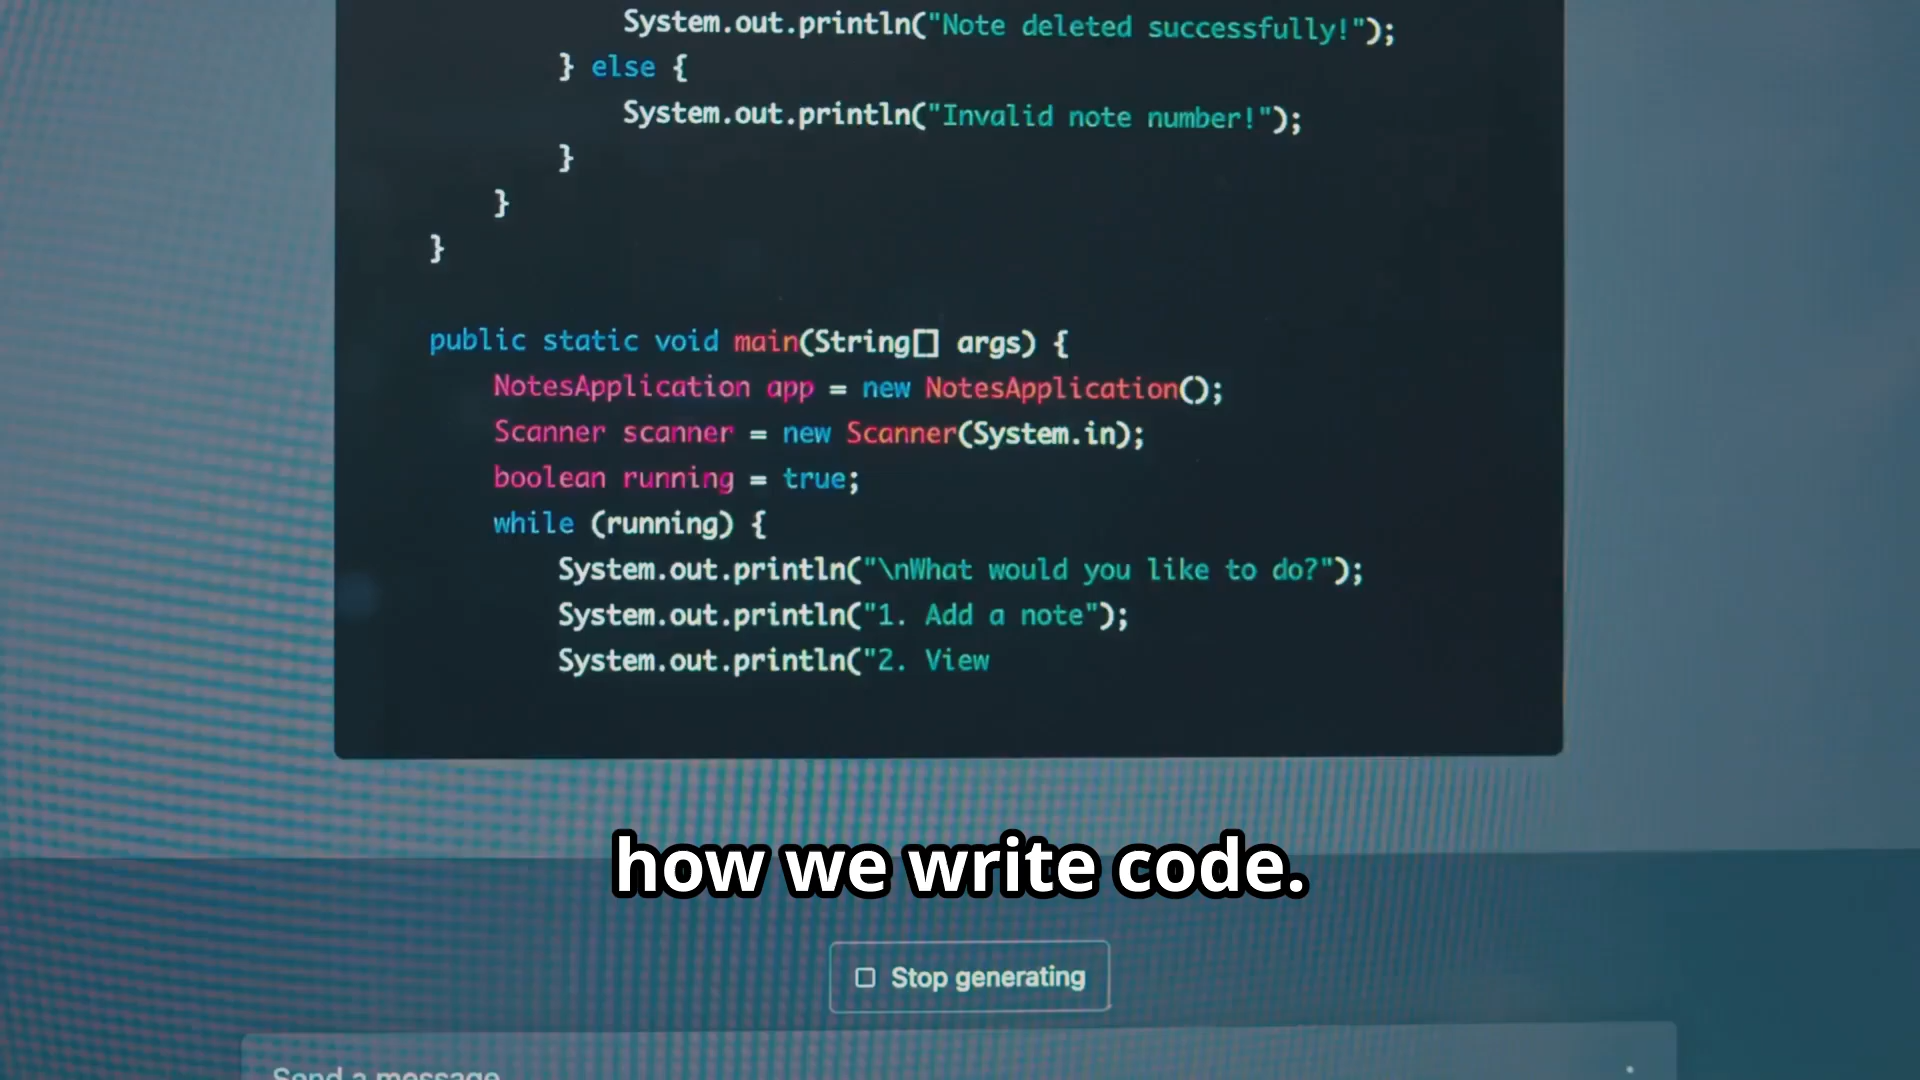 System.out.println("Note deleted successfully!");
} else {
System.out.println("Invalid note number!");
}
}
}
public static void main(String[] args) {
NotesApplication app = new NotesApplication();
Scanner scanner = new Scanner(System.in);
boolean running = true;
while (running) {
System.out.println("\nWhat would you like to do?");
System.out.println("1. Add a note");
System.out.println("2. View
how we write code.
Stop generating
Send a message